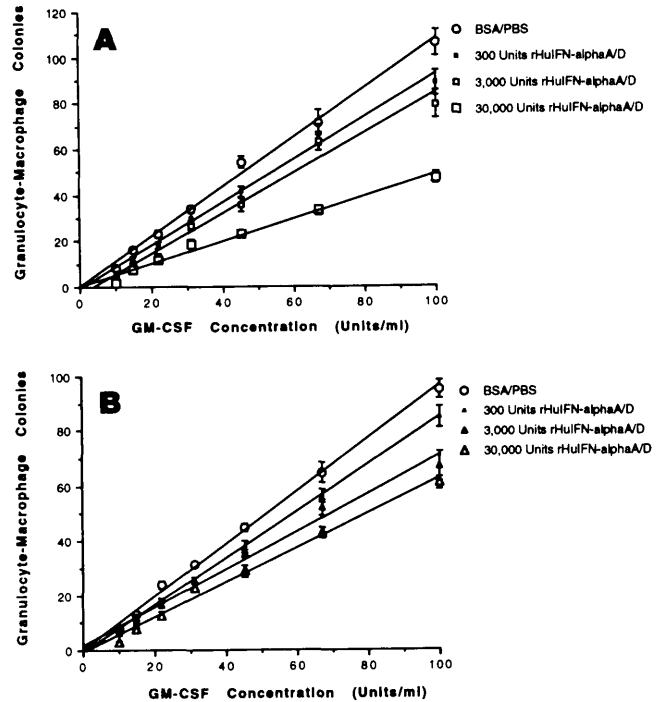 A
Granulocyte-Macrophage Colonies
120
100
80
60
40
20
0
0 20 40 60 80 100
GM-CSF Concentration (Units/ml)
BSA/PBS
300 Units rHuIFN-alphaA/D
3,000 Units rHuIFN-alphaA/D
30,000 Units rHuIFN-alphaA/D
B
Granulocyte-Macrophage Colonies
100
80
60
40
20
0
0 20 40 60 80 100
GM-CSF Concentration (Units/ml)
BSA/PBS
300 Units rHuIFN-alphaA/D
3,000 Units rHuIFN-alphaA/D
30,000 Units rHuIFN-alphaA/D